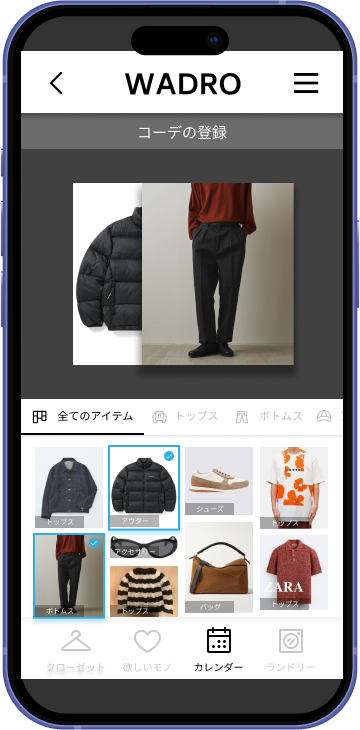 WADRO
コーデの登録
全てのアイテム トップス ボトムス
トップス
アウター
シューズ
トップス
ボトムス
アクセサリー
トップス
バッグ
ZARA
トップス
クローゼット 欲しいモノ カレンダー ランドリー